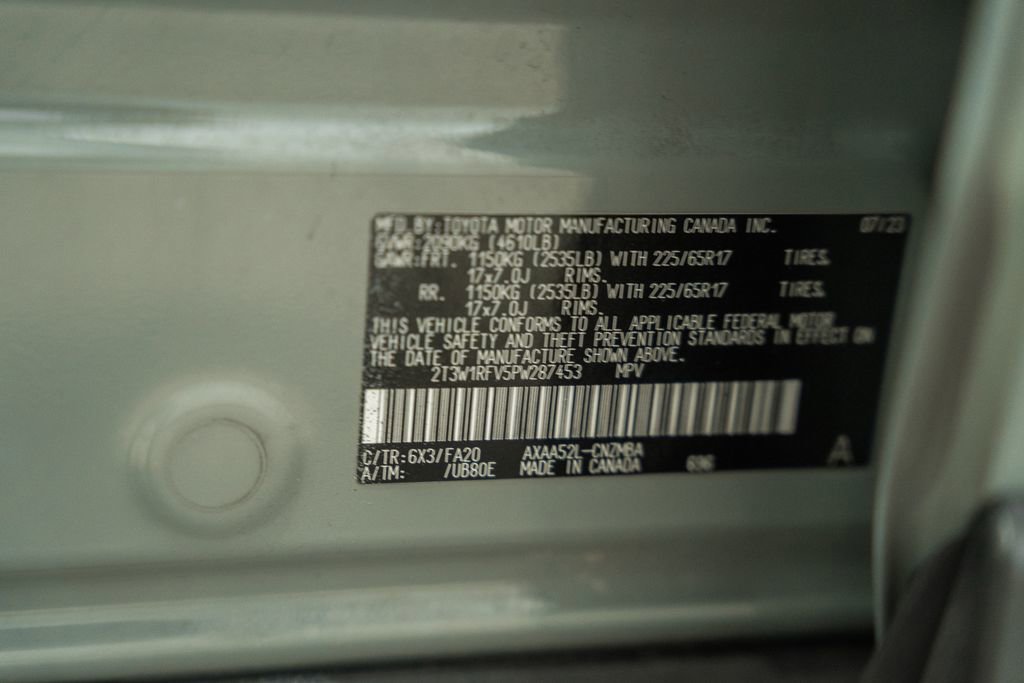 MFD BY: TOYOTA MOTOR MANUFACTURING CANADA INC. 07/23
GVWR: 2090KG (4610LB)
GAWR: FRT. 1150KG (2535LB) WITH 225/65R17 TIRES.
17x7.0J RIMS.
RR. 1150KG (2535LB) WITH 225/65R17 TIRES.
17x7.0J RIMS.
THIS VEHICLE CONFORMS TO ALL APPLICABLE FEDERAL MOTOR
VEHICLE SAFETY AND THEFT PREVENTION STANDARDS IN EFFECT ON
THE DATE OF MANUFACTURE SHOWN ABOVE.
2T3W1RFV5PW287453 MPV
C/TR: 6X3/FA20 AXAA52L-CNZMBA
A/TM: /UB80E MADE IN CANADA 696 A